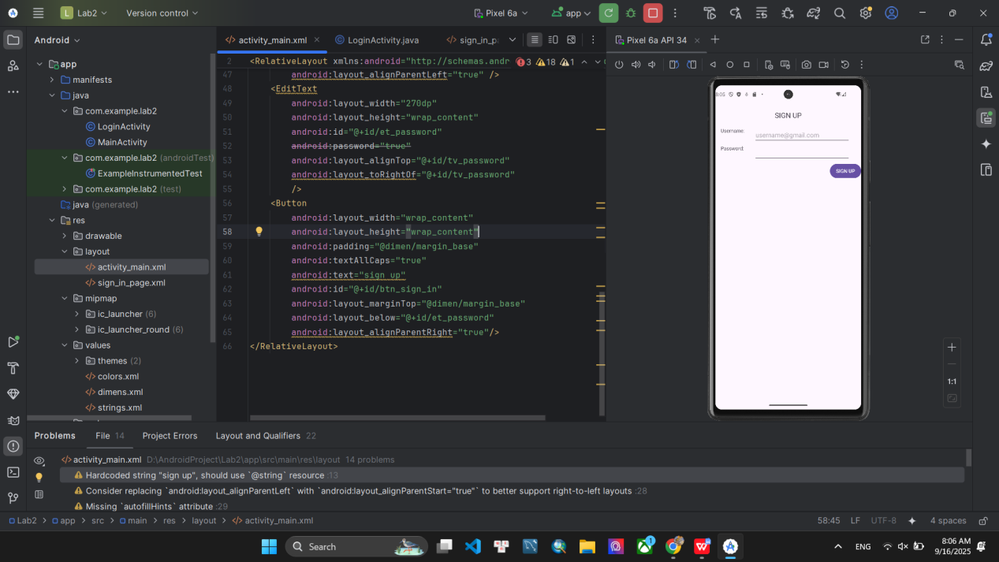 L Lab2 Version control Pixel 6a app
Android
app
manifests
java
com.example.lab2
LoginActivity
MainActivity
com.example.lab2 (androidTest)
ExampleInstrumentedTest
com.example.lab2 (test)
java (generated)
res
drawable
layout
activity_main.xml
sign_in_page.xml
mipmap
ic_launcher (6)
ic_launcher_round (6)
values
themes (2)
colors.xml
dimens.xml
strings.xml
activity_main.xml LoginActivity.java sign_in_p
3 18 1
2 <RelativeLayout xmlns:android="http://schemas.andr
47 android:layout_alignParentLeft="true" />
48 <EditText
49 android:layout_width="270dp"
50 android:layout_height="wrap_content"
51 android:id="@+id/et_password"
52 android:password="true"
53 android:layout_alignTop="@+id/tv_password"
54 android:layout_toRightOf="@+id/tv_password"
55 />
56 <Button
57 android:layout_width="wrap_content"
58 android:layout_height="wrap_content"
59 android:padding="@dimen/margin_base"
60 android:textAllCaps="true"
61 android:text="sign up"
62 android:id="@+id/btn_sign_in"
63 android:layout_marginTop="@dimen/margin_base"
64 android:layout_below="@+id/et_password"
65 android:layout_alignParentRight="true"/>
66 </RelativeLayout>
Pixel 6a API 34
8:05
SIGN UP
Username:
username@gmail.com
Password:
SIGN UP
1:1
Problems File 14 Project Errors Layout and Qualifiers 22
activity_main.xml D:\AndroidProject\Lab2\app\src\main\res\layout 14 problems
Hardcoded string "sign up", should use `@string` resource :13
Consider replacing `android:layout_alignParentLeft` with `android:layout_alignParentStart="true"` to better support right-to-left layouts :28
Missing `autofillHints` attribute :29
Lab2 > app > src > main > res > layout > activity_main.xml 58:45 LF UTF-8 4 spaces
Search
1
ENG
8:06 AM
9/16/2025